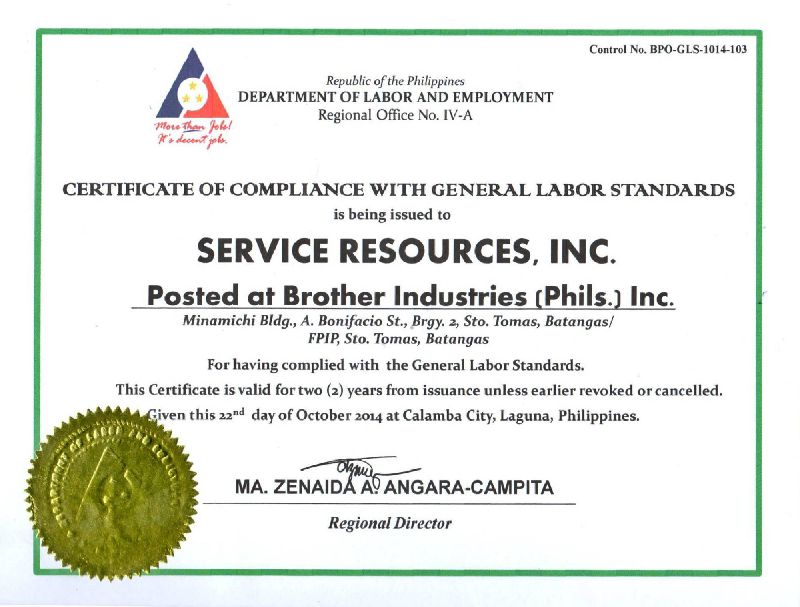 Control No. BPO-GLS-1014-103
Republic of the Philippines
DEPARTMENT OF LABOR AND EMPLOYMENT
Regional Office No. IV-A
More than Jobs!
It's decent jobs.
CERTIFICATE OF COMPLIANCE WITH GENERAL LABOR STANDARDS
is being issued to
SERVICE RESOURCES, INC.
Posted at Brother Industries (Phils.) Inc.
Minamichi Bldg., A. Bonifacio St., Brgy. 2, Sto. Tomas, Batangas/
FPIP, Sto. Tomas, Batangas
For having complied with the General Labor Standards.
This Certificate is valid for two (2) years from issuance unless earlier revoked or cancelled.
Given this 22nd day of October 2014 at Calamba City, Laguna, Philippines.
MA. ZENAIDA A. ANGARA-CAMPITA
Regional Director